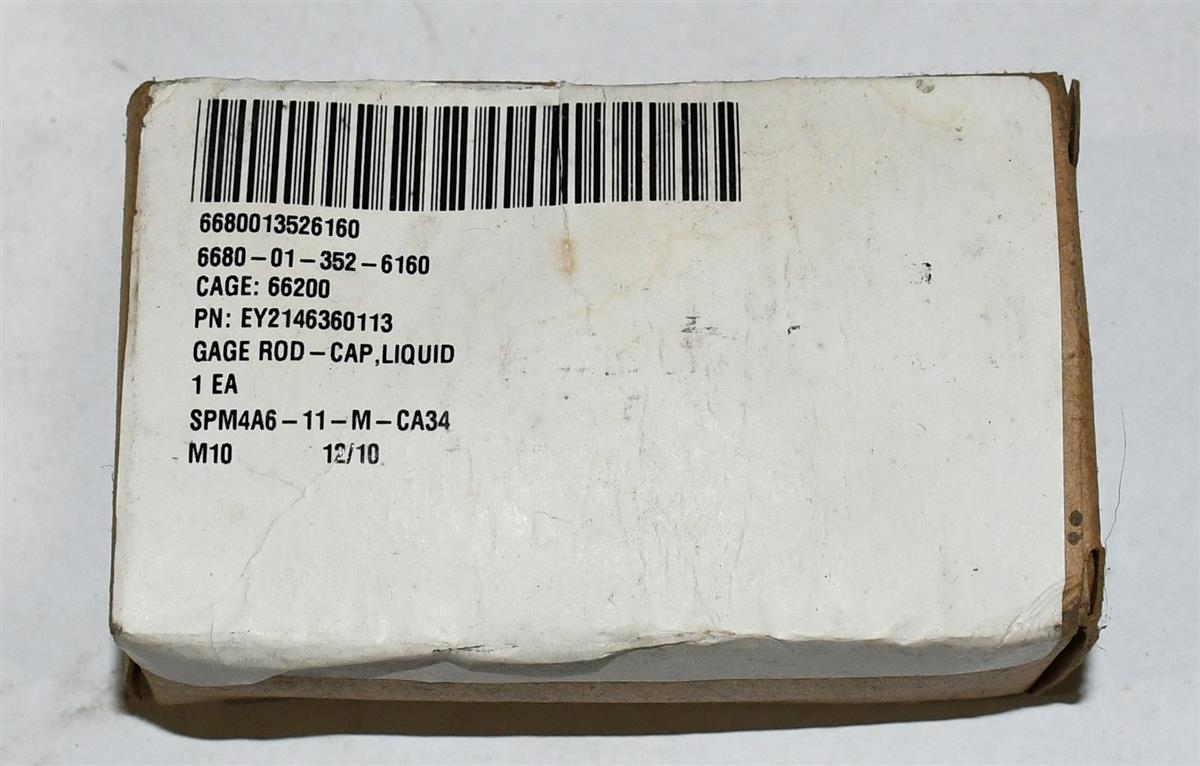 6680013526160
6680-01-352-6160
CAGE: 66200
PN: EY2146360113
GAGE ROD-CAP,LIQUID
1 EA
SPM4A6-11-M-CA34
M10 12/10